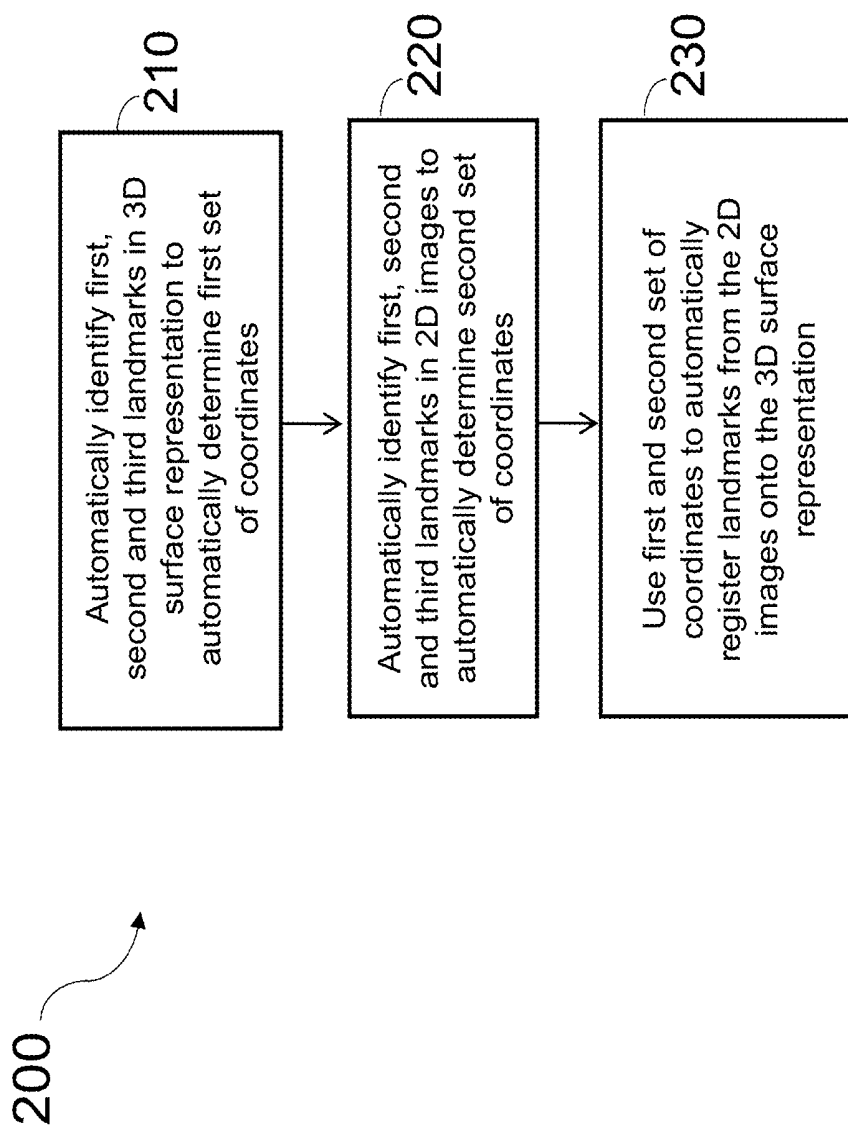 200
210
Automatically identify first,
second and third landmarks in 3D
surface representation to
automatically determine first set
of coordinates
220
Automatically identify first, second
and third landmarks in 2D images to
automatically determine second set
of coordinates
230
Use first and second set of
coordinates to automatically
register landmarks from the 2D
images onto the 3D surface
representation